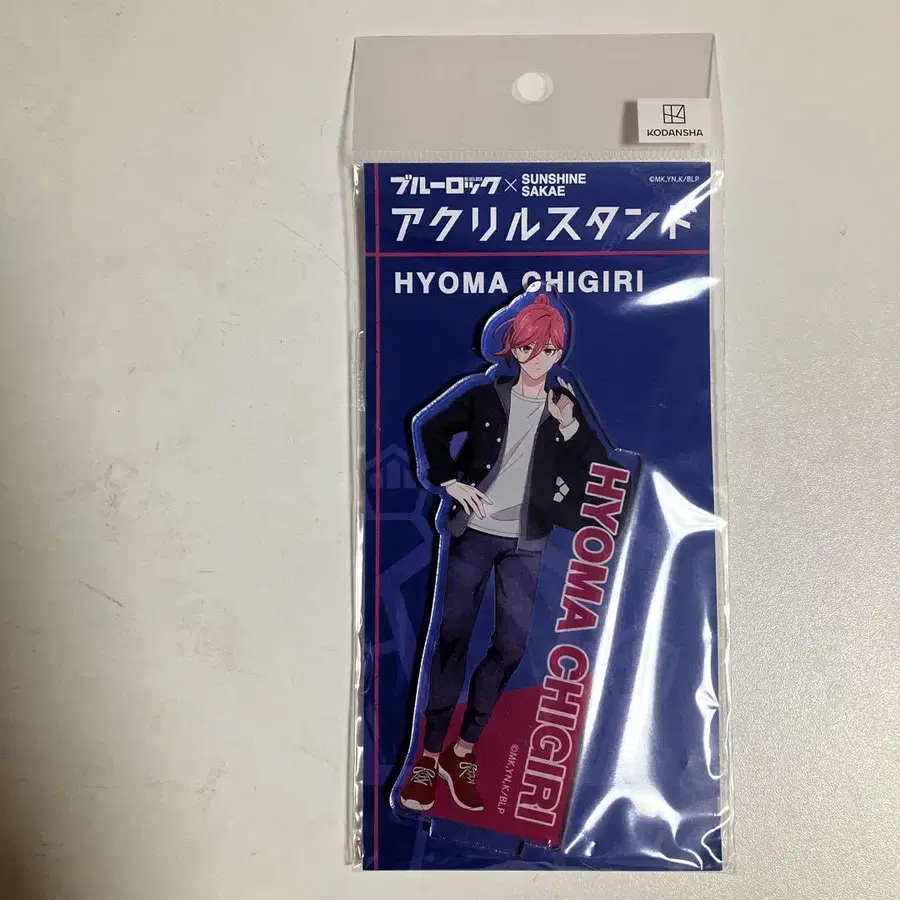 KODANSHA
ブルーロック × SUNSHINE SAKAE
©MK,YN,K/BLP
アクリルスタンド
HYOMA CHIGIRI
HYOMA CHIGIRI
©MK,YN,K/BLP